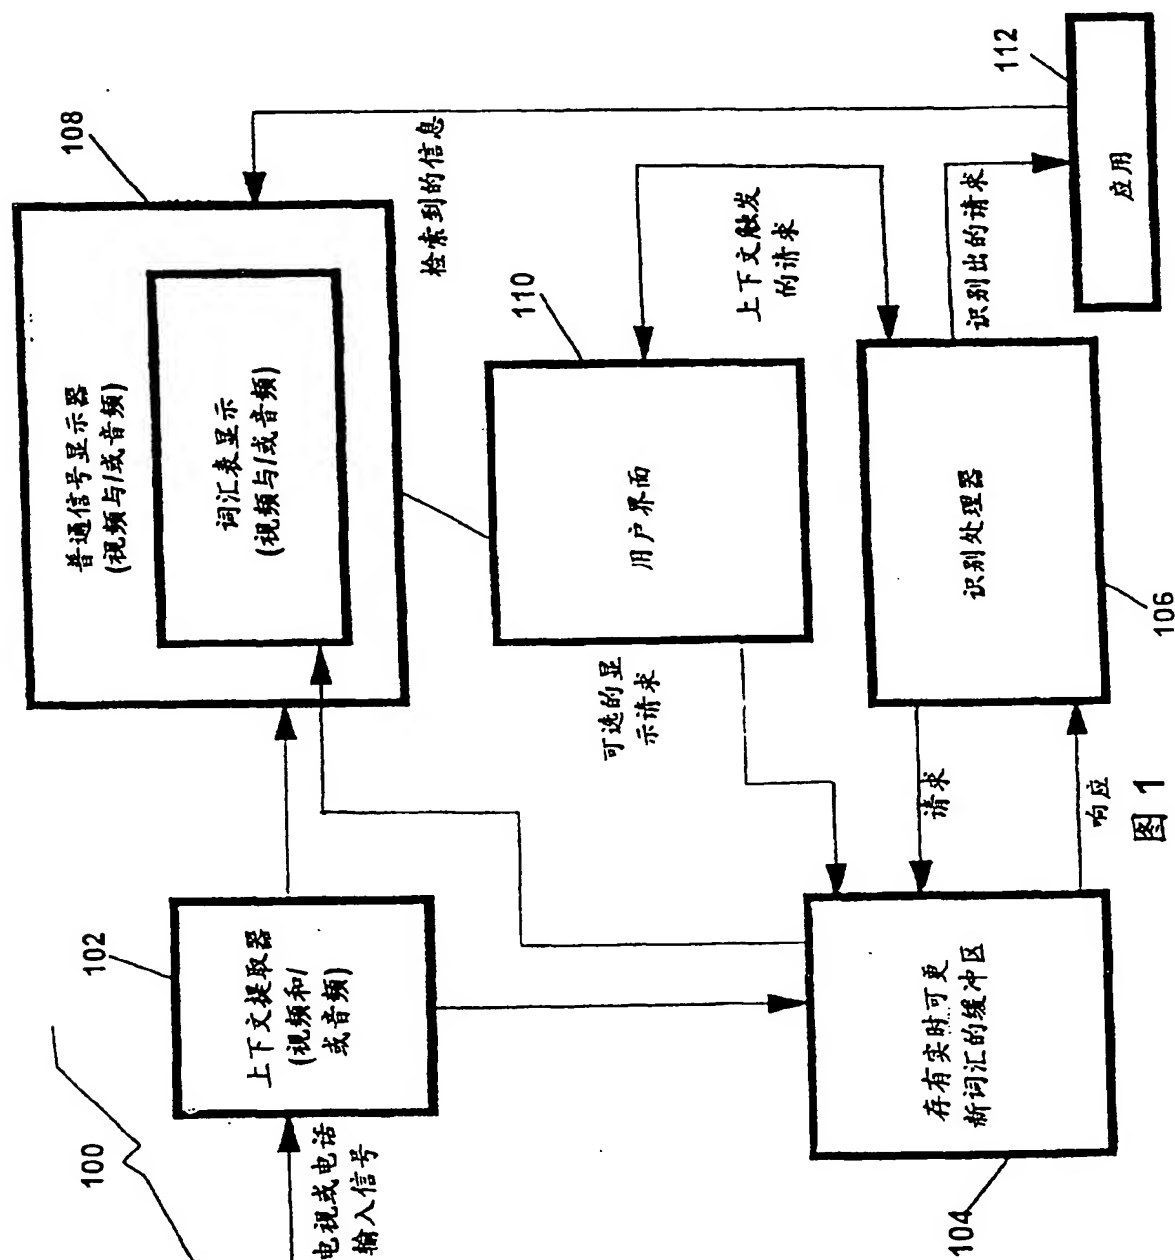 100
电视或电话
输入信号
102
上下文提取器
(视频和/
或音频)
108
普通信号显示器
(视频与/或音频)
词汇表显示
(视频与/或音频)
检索到的信息
110
用户界面
可选的显
示请求
上下文触发
的请求
104
存有实时可更
新词汇的缓冲区
请求
响应
106
识别处理器
识别出的请求
112
应用
图 1